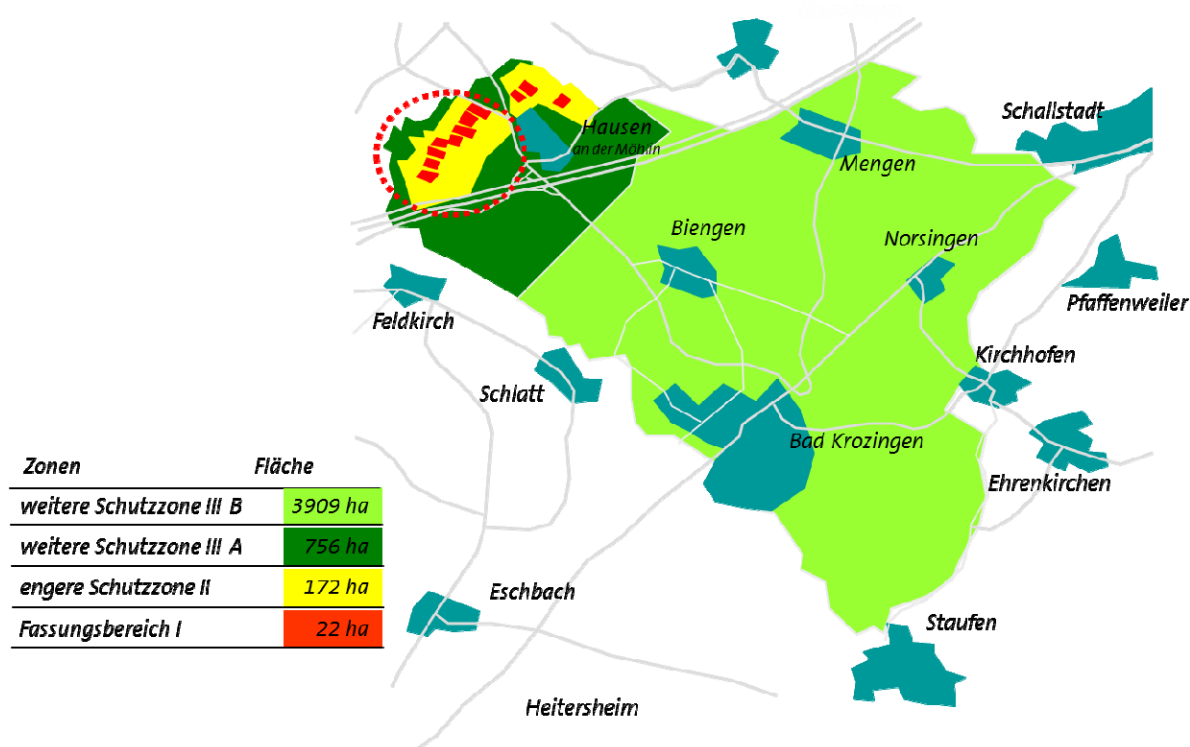 Schallstadt
Hausen
an der Möhlin
Mengen
Biengen
Norsingen
Pfaffenweiler
Feldkirch
Kirchhofen
Schlatt
Bad Krozingen
Ehrenkirchen
Zonen Fläche
weitere Schutzzone III B 3909 ha
weitere Schutzzone III A 756 ha
engere Schutzzone II 172 ha
Fassungsbereich I 22 ha
Eschbach
Staufen
Heitersheim